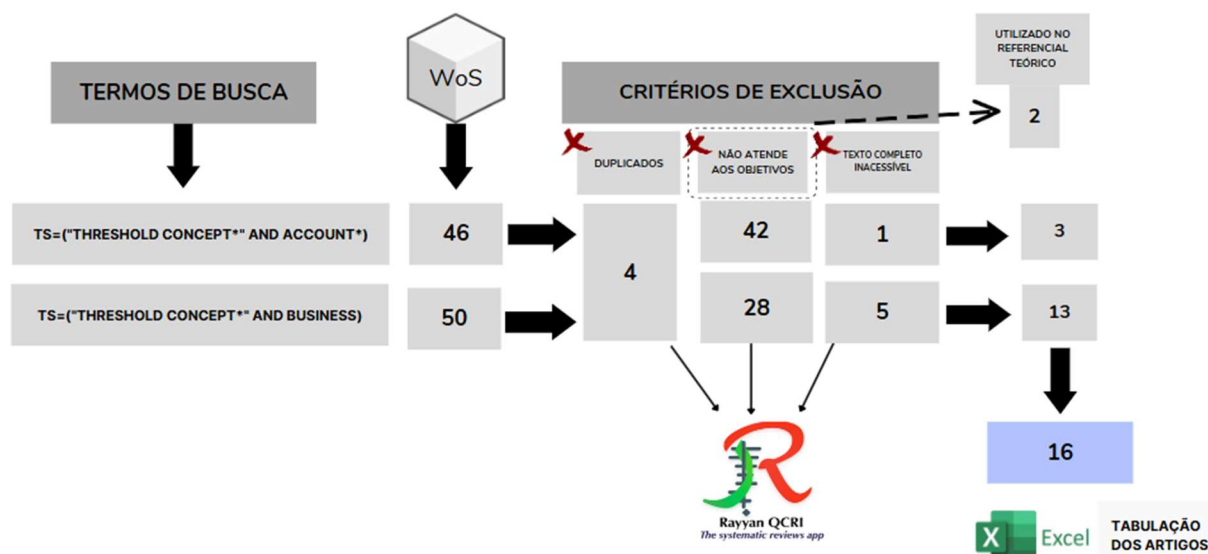 TERMOS DE BUSCA
WoS
CRITÉRIOS DE EXCLUSÃO
UTILIZADO NO
REFERENCIAL
TEÓRICO
2
DUPLICADOS
NÃO ATENDE
AOS OBJETIVOS
TEXTO COMPLETO
INACESSÍVEL
TS=("THRESHOLD CONCEPT*" AND ACCOUNT*)
46
4
42
1
3
TS=("THRESHOLD CONCEPT*" AND BUSINESS)
50
28
5
13
16
Rayyan QCRI
The systematic reviews app
X
Excel
TABULAÇÃO
DOS ARTIGOS